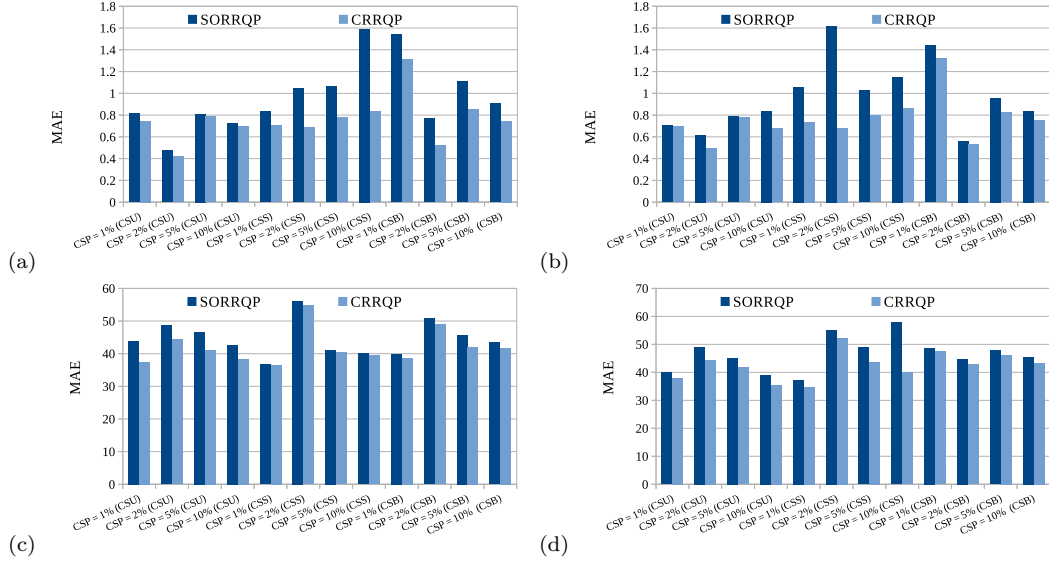 1.8
1.6
1.4
1.2
1
0.8
0.6
0.4
0.2
0
MAE
SORRQP CRRQP
CSP = 1% (CSU)
CSP = 2% (CSU)
CSP = 5% (CSU)
CSP = 10% (CSU)
CSP = 1% (CSS)
CSP = 2% (CSS)
CSP = 5% (CSS)
CSP = 10% (CSS)
CSP = 1% (CSB)
CSP = 2% (CSB)
CSP = 5% (CSB)
CSP = 10% (CSB)
(a)
1.8
1.6
1.4
1.2
1
0.8
0.6
0.4
0.2
0
MAE
SORRQP CRRQP
CSP = 1% (CSU)
CSP = 2% (CSU)
CSP = 5% (CSU)
CSP = 10% (CSU)
CSP = 1% (CSS)
CSP = 2% (CSS)
CSP = 5% (CSS)
CSP = 10% (CSS)
CSP = 1% (CSB)
CSP = 2% (CSB)
CSP = 5% (CSB)
CSP = 10% (CSB)
(b)
60
50
40
30
20
10
0
MAE
SORRQP CRRQP
CSP = 1% (CSU)
CSP = 2% (CSU)
CSP = 5% (CSU)
CSP = 10% (CSU)
CSP = 1% (CSS)
CSP = 2% (CSS)
CSP = 5% (CSS)
CSP = 10% (CSS)
CSP = 1% (CSB)
CSP = 2% (CSB)
CSP = 5% (CSB)
CSP = 10% (CSB)
(c)
70
60
50
40
30
20
10
0
MAE
SORRQP CRRQP
CSP = 1% (CSU)
CSP = 2% (CSU)
CSP = 5% (CSU)
CSP = 10% (CSU)
CSP = 1% (CSS)
CSP = 2% (CSS)
CSP = 5% (CSS)
CSP = 10% (CSS)
CSP = 1% (CSB)
CSP = 2% (CSB)
CSP = 5% (CSB)
CSP = 10% (CSB)
(d)